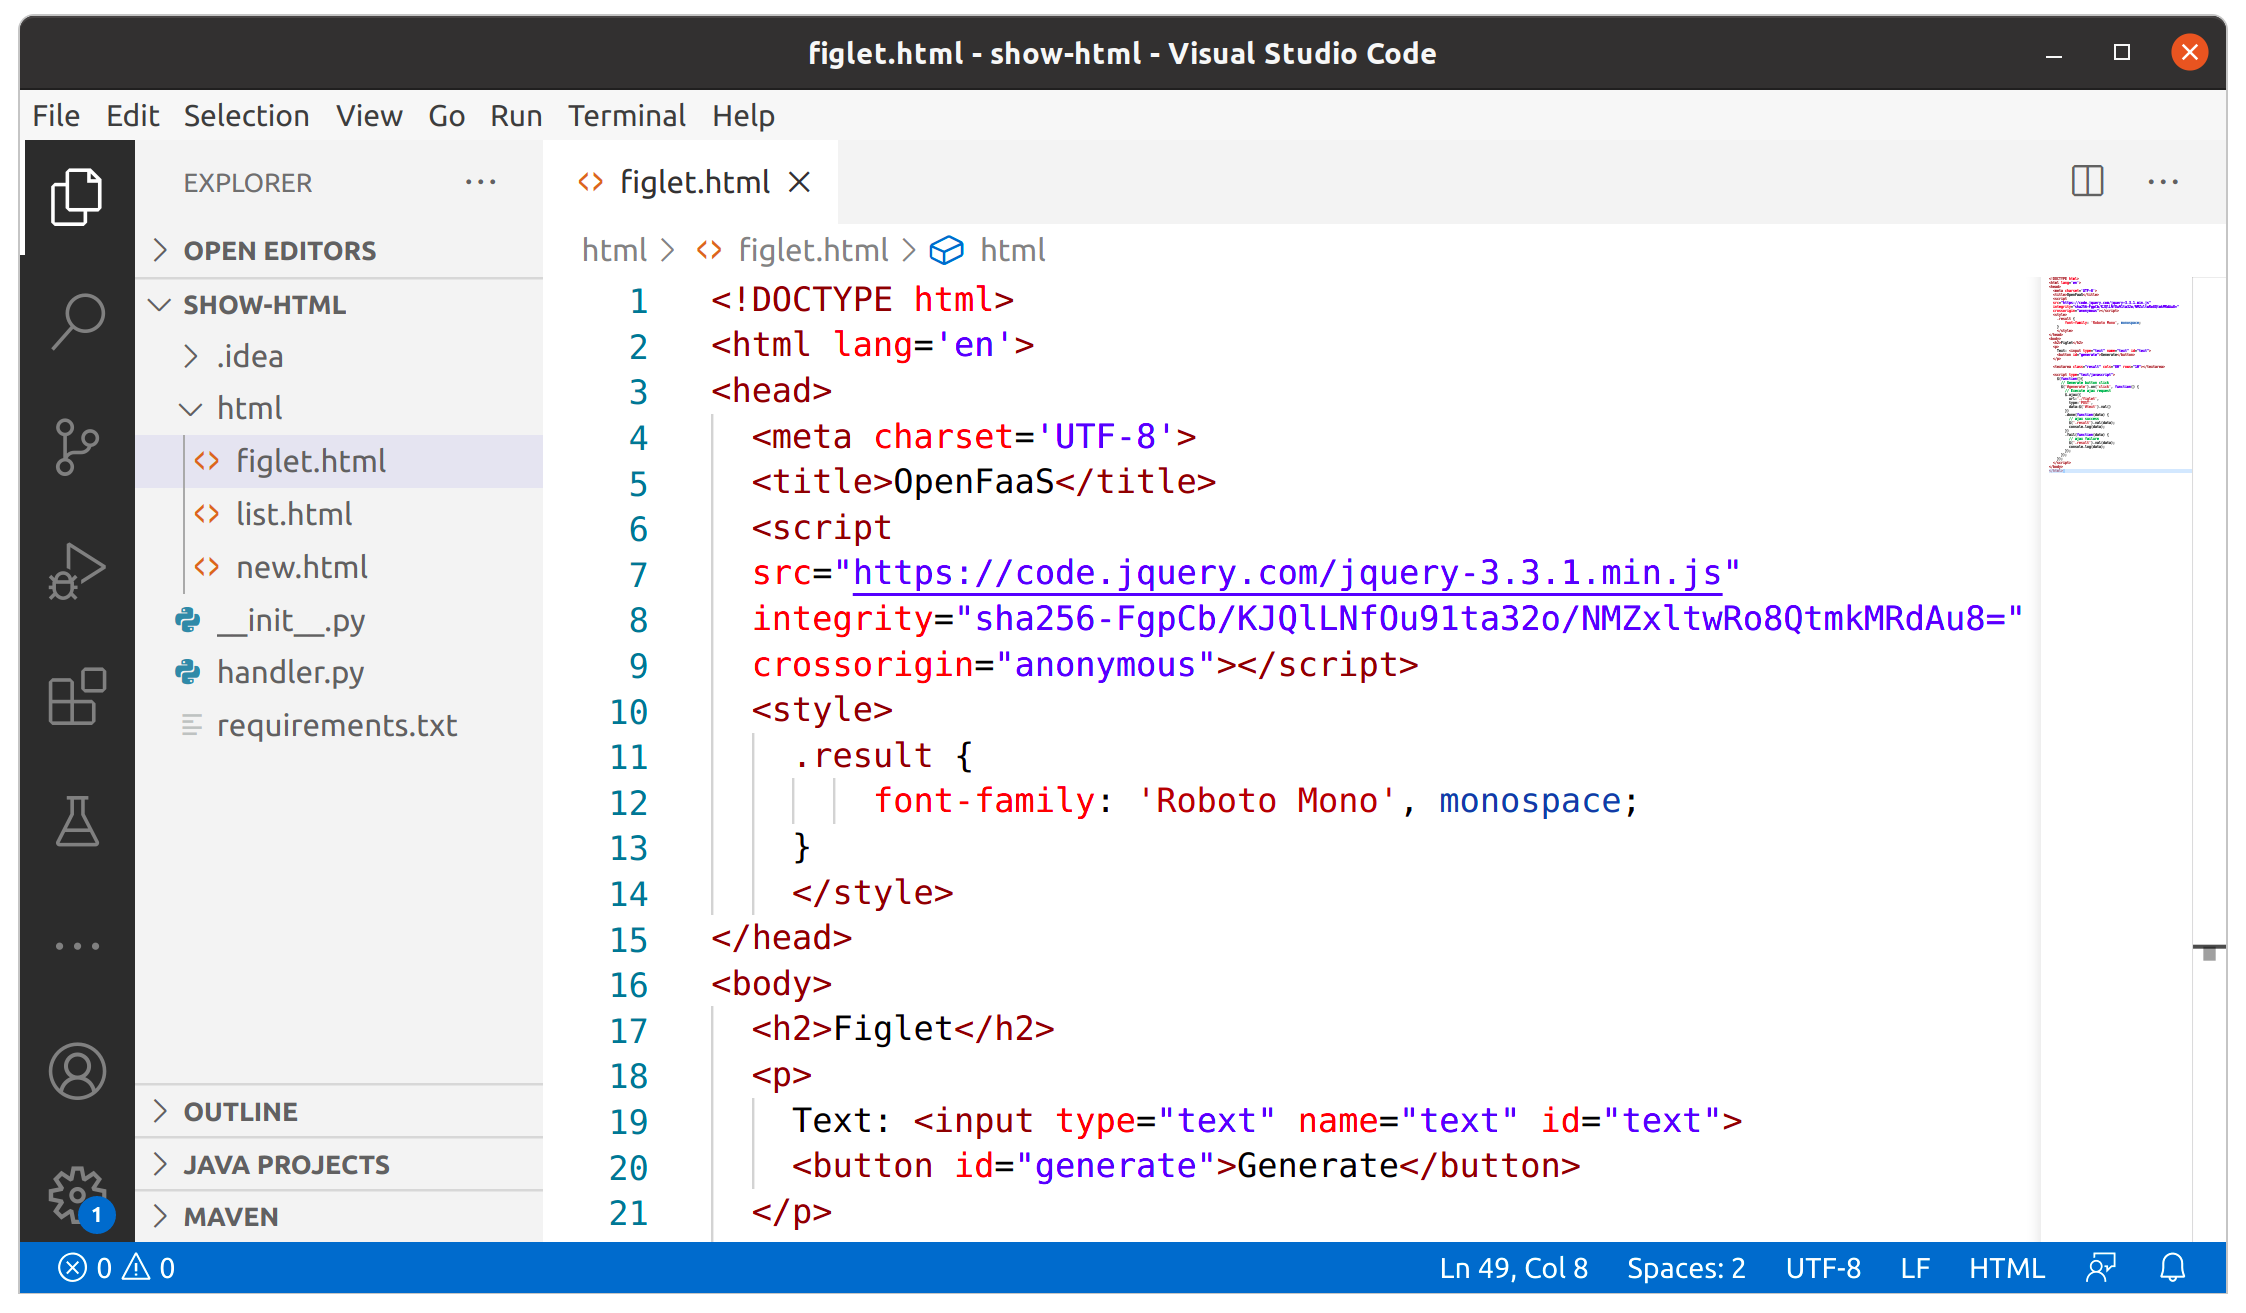 figlet.html - show-html - Visual Studio Code
File Edit Selection View Go Run Terminal Help
EXPLORER
OPEN EDITORS
SHOW-HTML
.idea
html
figlet.html
list.html
new.html
__init__.py
handler.py
requirements.txt
OUTLINE
JAVA PROJECTS
MAVEN
1
figlet.html
html > figlet.html > html
1 <!DOCTYPE html>
2 <html lang='en'>
3 <head>
4 <meta charset='UTF-8'>
5 <title>OpenFaaS</title>
6 <script
7 src="https://code.jquery.com/jquery-3.3.1.min.js"
8 integrity="sha256-FgpCb/KJQlLNfOu91ta32o/NMZxltwRo8QtmkMRdAu8="
9 crossorigin="anonymous"></script>
10 <style>
11 .result {
12 font-family: 'Roboto Mono', monospace;
13 }
14 </style>
15 </head>
16 <body>
17 <h2>Figlet</h2>
18 <p>
19 Text: <input type="text" name="text" id="text">
20 <button id="generate">Generate</button>
21 </p>
0 0 Ln 49, Col 8 Spaces: 2 UTF-8 LF HTML